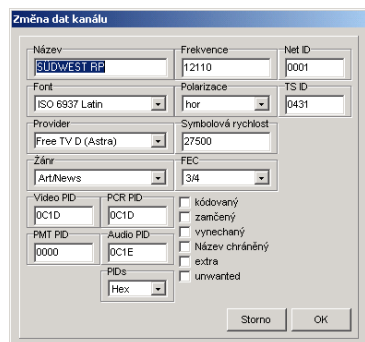 Změna dat kanálu
Název Frekvence Net ID
SÜDWEST RP 12110 0001
Font Polarizace TS ID
ISO 6937 Latin hor 0431
Provider Symbolová rychlost
Free TV D (Astra) 27500
Žánr FEC
Art/News 3/4
Video PID PCR PID
0C1D 0C1D
kódovaný
zamčený
PMT PID Audio PID
vynechaný
0000 0C1E
Název chráněný
extra
PIDs
unwanted
Hex
Storno OK